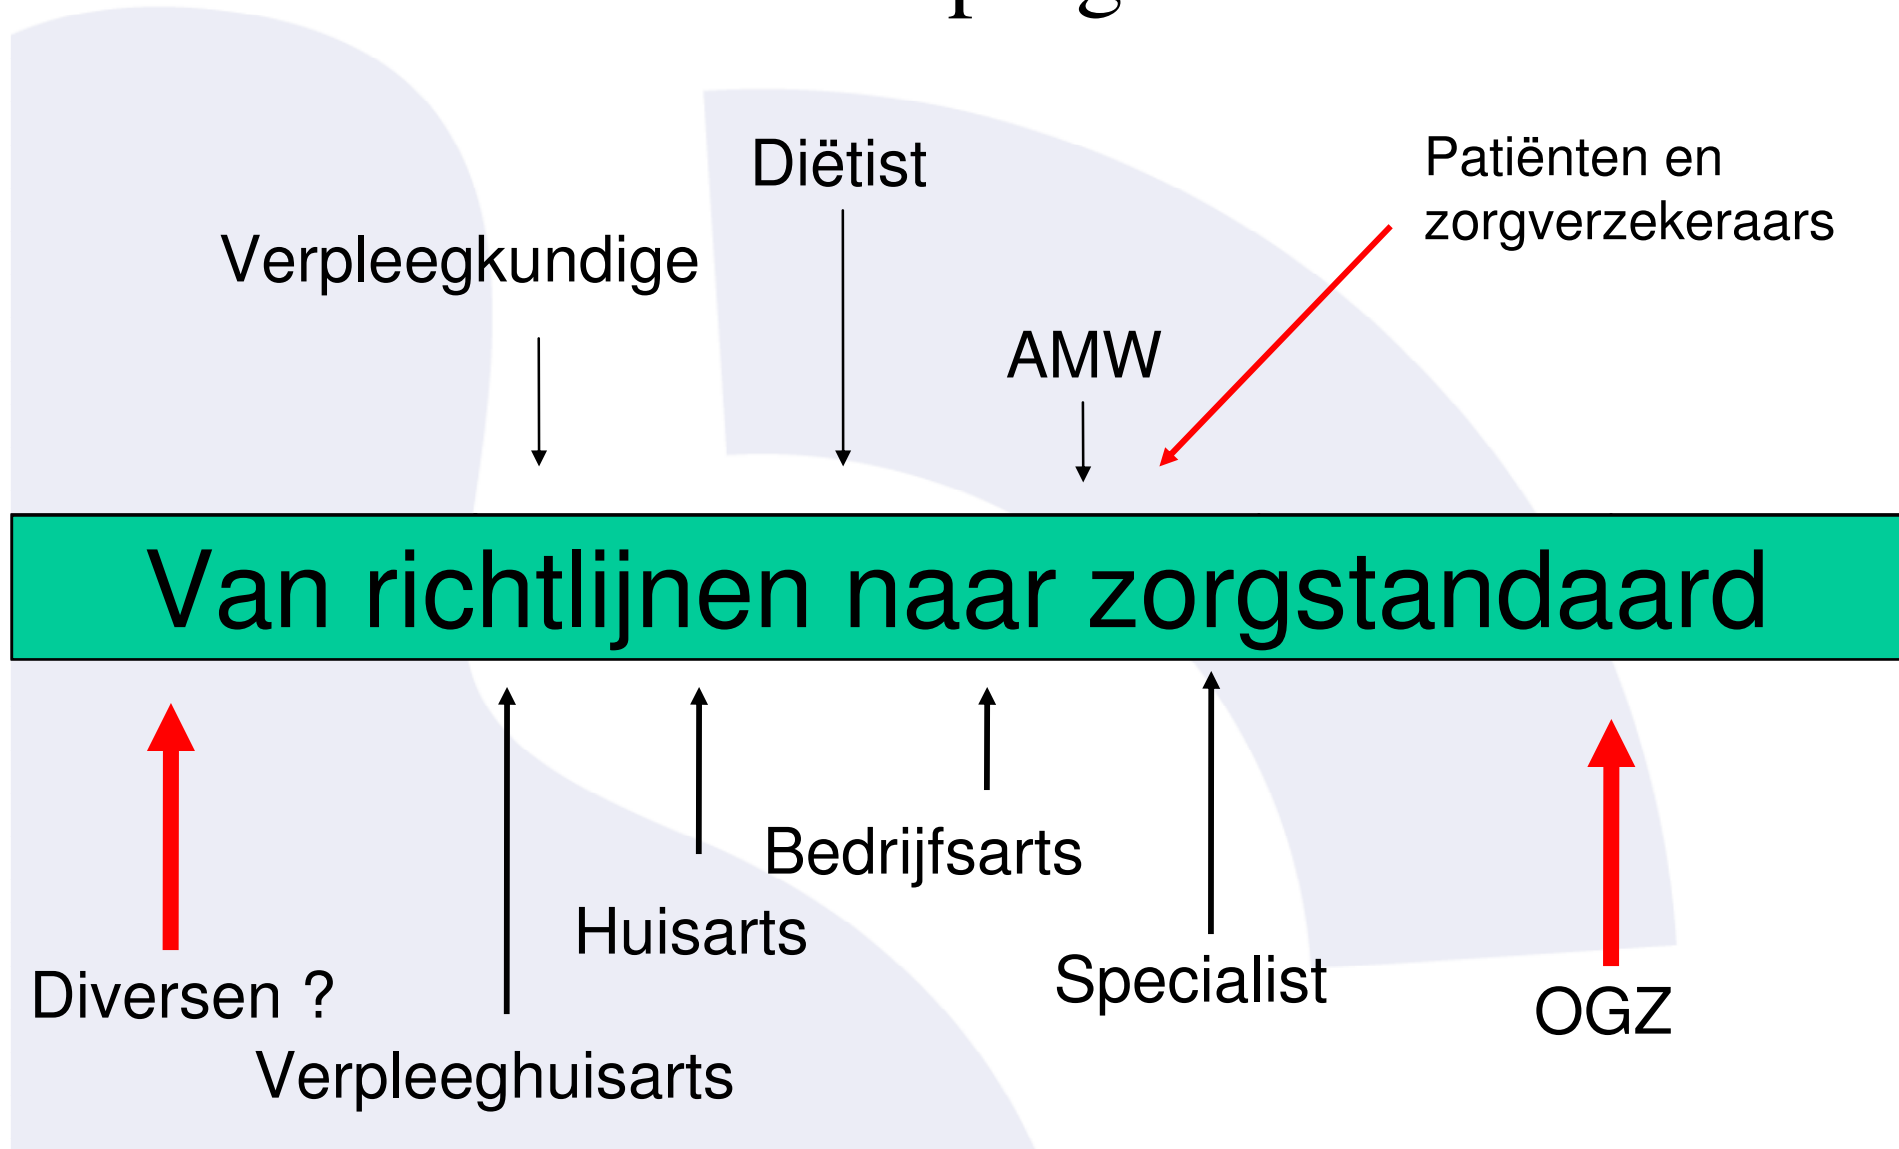 Diëtist
Patiënten en
zorgverzekeraars
Verpleegkundige
AMW
Van richtlijnen naar zorgstandaard
Bedrijfsarts
Huisarts
Specialist
Diversen ?
OGZ
Verpleeghuisarts